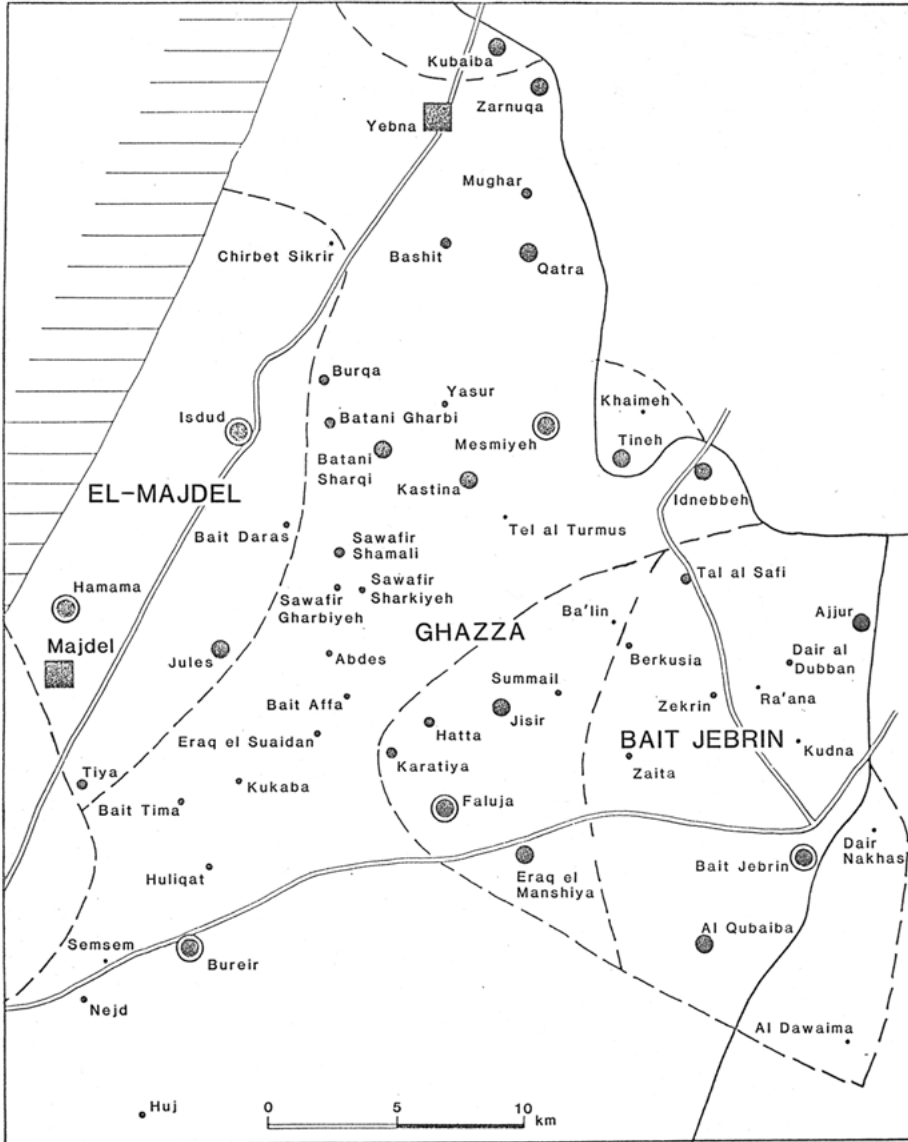 Kubaiba
Zarnuqa
Yebna
Mughar
Chirbet Sikrir
Bashit
Qatra
Burqa
Yasur
Khaimeh
Isdud
Batani Gharbi
Mesmiyeh
Tineh
Batani
Sharqi
Kastina
Idnebbeh
EL-MAJDEL
Bait Daras
Tel al Turmus
Sawafir
Shamali
Hamama
Sawafir
Gharbiyeh
Sawafir
Sharkiyeh
Tal al Safi
Ba'lin
Ajjur
GHAZZA
Majdel
Jules
Abdes
Berkusia
Dair al
Dubban
Summail
Bait Affa
Jisir
Zekrin
Ra'ana
Hatta
Eraq el Suaidan
BAIT JEBRIN
Kudna
Karatiya
Zaita
Tiya
Kukaba
Bait Tima
Faluja
Dair
Nakhas
Huliqat
Eraq el
Manshiya
Bait Jebrin
Al Qubaiba
Semsem
Bureir
Nejd
Al Dawaima
Huj
0 5 10
km